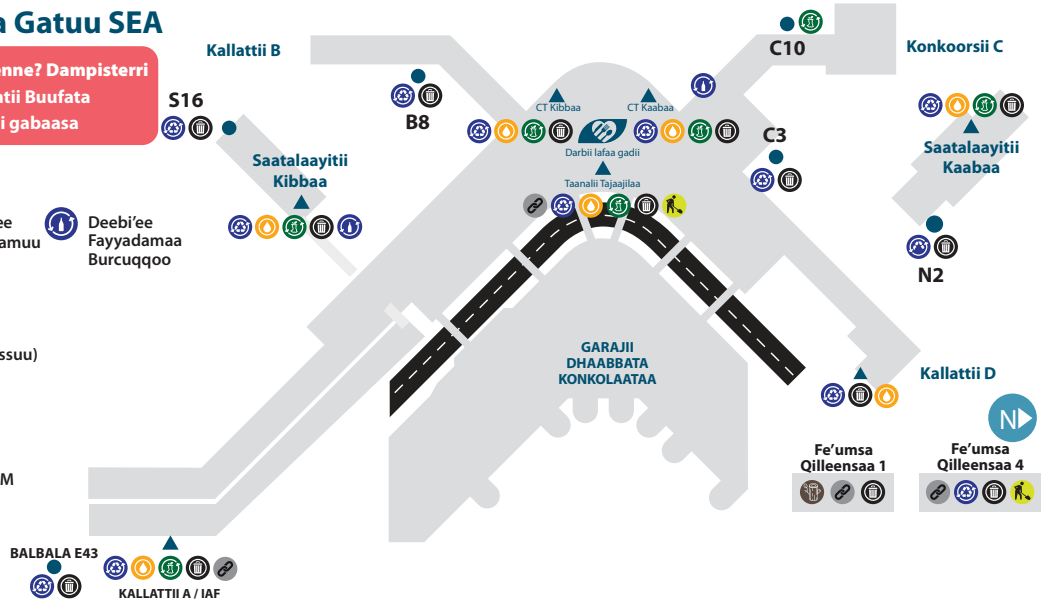 a Gatuu SEA
enne? Dampisterri
ntii Buufata
i gabaasa
Kallattii B
B8
S16
Saatalaayitii
Kibbaa
ee
amuu
Deebi'ee
Fayyadamaa
Burcuqqoo
ssuu)
M
CT Kibbaa
CT Kaabaa
Darbii lafaa gadii
Taanalii Tajaajilaa
C10
Konkoorsii C
C3
Saatalaayitii
Kaabaa
N2
GARAJII
DHAABBATA
KONKOLAATAA
Kallattii D
N
Fe'umsa
Qilleensaa 1
Fe'umsa
Qilleensaa 4
BALBALA E43
KALLATTII A / IAF